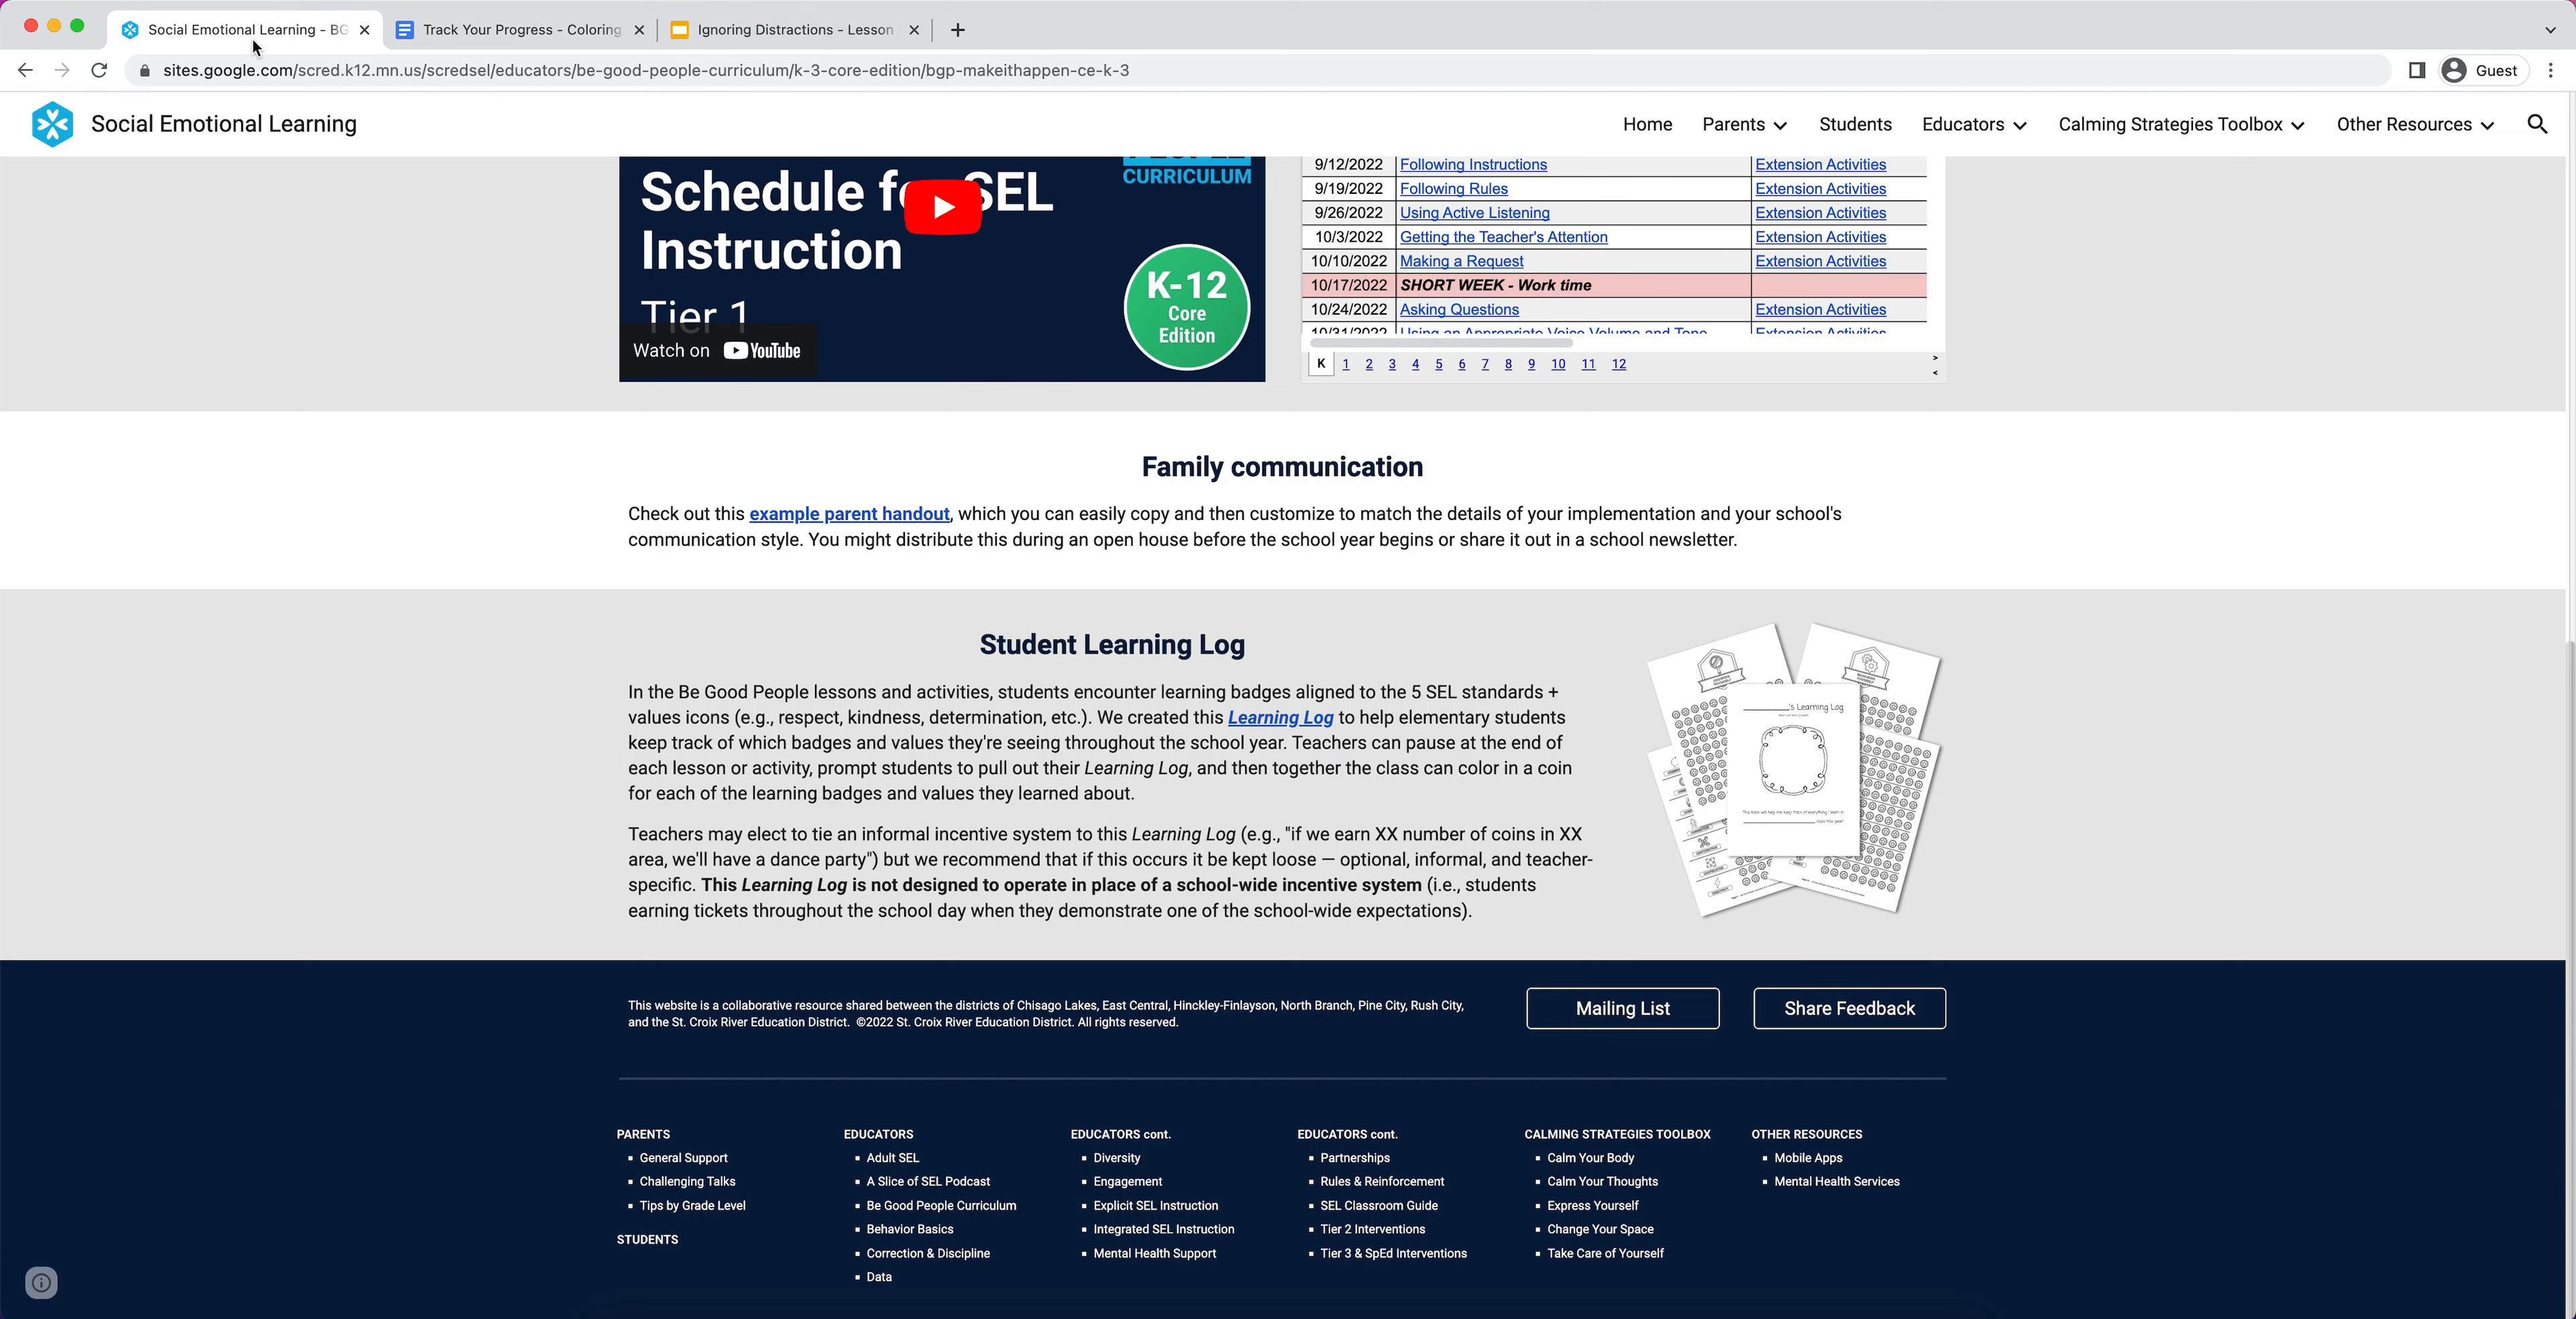 Social Emotional Learning - BG
Track Your Progress - Coloring
Ignoring Distractions - Lesson
sites.google.com/scred.k12.mn.us/scredsel/educators/be-good-people-curriculum/k-3-core-edition/bgp-makeithappen-ce-k-3
Guest
Social Emotional Learning
Home
Parents
Students
Educators
Calming Strategies Toolbox
Other Resources
CURRICULUM
Schedule for SEL
Instruction
Tier 1
K-12
Core
Edition
Watch on YouTube
9/12/2022 Following Instructions Extension Activities
9/19/2022 Following Rules Extension Activities
9/26/2022 Using Active Listening Extension Activities
10/3/2022 Getting the Teacher's Attention Extension Activities
10/10/2022 Making a Request Extension Activities
10/17/2022 SHORT WEEK - Work time
10/24/2022 Asking Questions Extension Activities
10/31/2022 Using an Appropriate Voice Volume and Tone Extension Activities
K 1 2 3 4 5 6 7 8 9 10 11 12
Family communication
Check out this example parent handout, which you can easily copy and then customize to match the details of your implementation and your school's
communication style. You might distribute this during an open house before the school year begins or share it out in a school newsletter.
Student Learning Log
In the Be Good People lessons and activities, students encounter learning badges aligned to the 5 SEL standards +
values icons (e.g., respect, kindness, determination, etc.). We created this Learning Log to help elementary students
keep track of which badges and values they're seeing throughout the school year. Teachers can pause at the end of
each lesson or activity, prompt students to pull out their Learning Log, and then together the class can color in a coin
for each of the learning badges and values they learned about.
Teachers may elect to tie an informal incentive system to this Learning Log (e.g., "if we earn XX number of coins in XX
area, we'll have a dance party") but we recommend that if this occurs it be kept loose — optional, informal, and teacher-
specific. This Learning Log is not designed to operate in place of a school-wide incentive system (i.e., students
earning tickets throughout the school day when they demonstrate one of the school-wide expectations).
's Learning Log
This website is a collaborative resource shared between the districts of Chisago Lakes, East Central, Hinckley-Finlayson, North Branch, Pine City, Rush City,
and the St. Croix River Education District. ©2022 St. Croix River Education District. All rights reserved.
Mailing List
Share Feedback
PARENTS
General Support
Challenging Talks
Tips by Grade Level
STUDENTS
EDUCATORS
Adult SEL
A Slice of SEL Podcast
Be Good People Curriculum
Behavior Basics
Correction & Discipline
Data
EDUCATORS cont.
Diversity
Engagement
Explicit SEL Instruction
Integrated SEL Instruction
Mental Health Support
EDUCATORS cont.
Partnerships
Rules & Reinforcement
SEL Classroom Guide
Tier 2 Interventions
Tier 3 & SpEd Interventions
CALMING STRATEGIES TOOLBOX
Calm Your Body
Calm Your Thoughts
Express Yourself
Change Your Space
Take Care of Yourself
OTHER RESOURCES
Mobile Apps
Mental Health Services